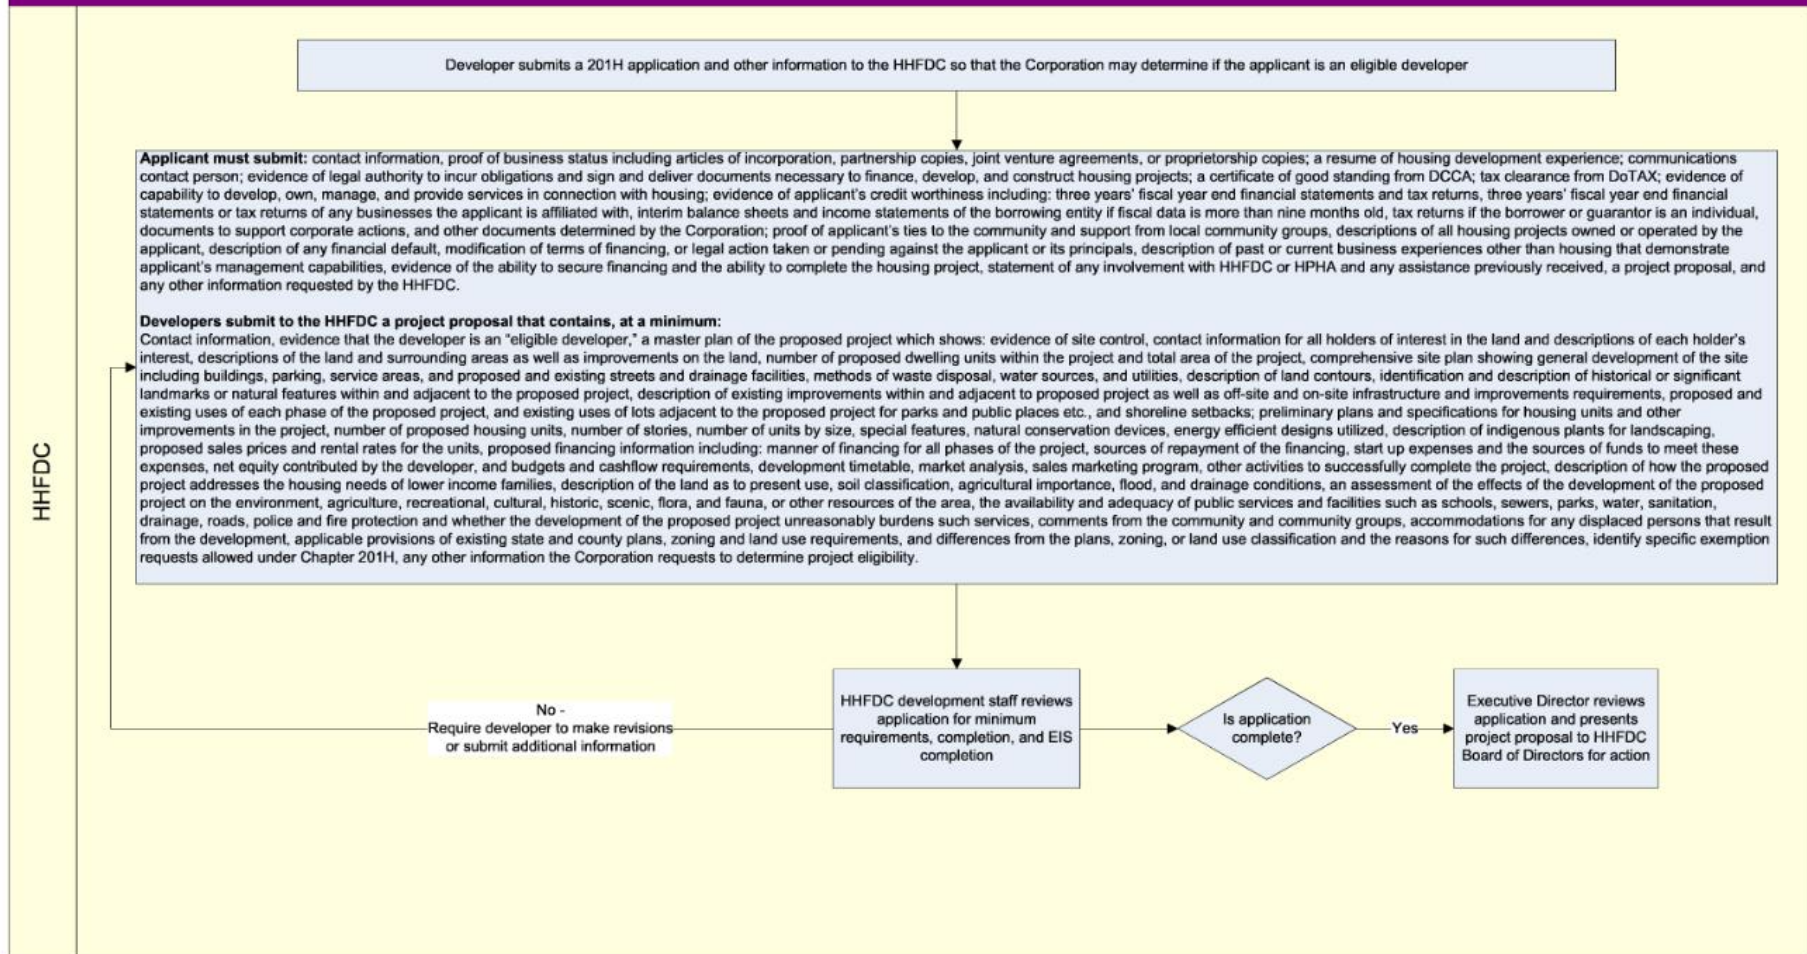 Developer submits a 201H application and other information to the HHFDC so that the Corporation may determine if the applicant is an eligible developer
Applicant must submit: contact information, proof of business status including articles of incorporation, partnership copies, joint venture agreements, or proprietorship copies; a resume of housing development experience; communications
contact person; evidence of legal authority to incur obligations and sign and deliver documents necessary to finance, develop, and construct housing projects; a certificate of good standing from DCCA; tax clearance from DoTAX; evidence of
capability to develop, own, manage, and provide services in connection with housing; evidence of applicant's credit worthiness including: three years' fiscal year end financial statements and tax returns, three years' fiscal year end financial
statements or tax returns of any businesses the applicant is affiliated with, interim balance sheets and income statements of the borrowing entity if fiscal data is more than nine months old, tax returns if the borrower or guarantor is an individual,
documents to support corporate actions, and other documents determined by the Corporation; proof of applicant's ties to the community and support from local community groups, descriptions of all housing projects owned or operated by the
applicant, description of any financial default, modification of terms of financing, or legal action taken or pending against the applicant or its principals, description of past or current business experiences other than housing that demonstrate
applicant's management capabilities, evidence of the ability to secure financing and the ability to complete the housing project, statement of any involvement with HHFDC or HPHA and any assistance previously received, a project proposal, and
any other information requested by the HHFDC.
Developers submit to the HHFDC a project proposal that contains, at a minimum:
Contact information, evidence that the developer is an "eligible developer," a master plan of the proposed project which shows: evidence of site control, contact information for all holders of interest in the land and descriptions of each holder's
interest, descriptions of the land and surrounding areas as well as improvements on the land, number of proposed dwelling units within the project and total area of the project, comprehensive site plan showing general development of the site
including buildings, parking, service areas, and proposed and existing streets and drainage facilities, methods of waste disposal, water sources, and utilities, description of land contours, identification and description of historical or significant
landmarks or natural features within and adjacent to the proposed project, description of existing improvements within and adjacent to proposed project as well as off-site and on-site infrastructure and improvements requirements, proposed and
existing uses of each phase of the proposed project, and existing uses of lots adjacent to the proposed project for parks and public places etc., and shoreline setbacks; preliminary plans and specifications for housing units and other
improvements in the project, number of proposed housing units, number of stories, number of units by size, special features, natural conservation devices, energy efficient designs utilized, description of indigenous plants for landscaping,
proposed sales prices and rental rates for the units, proposed financing information including: manner of financing for all phases of the project, sources of repayment of the financing, start up expenses and the sources of funds to meet these
expenses, net equity contributed by the developer, and budgets and cashflow requirements, development timetable, market analysis, sales marketing program, other activities to successfully complete the project, description of how the proposed
project addresses the housing needs of lower income families, description of the land as to present use, soil classification, agricultural importance, flood, and drainage conditions, an assessment of the effects of the development of the proposed
project on the environment, agriculture, recreational, cultural, historic, scenic, flora, and fauna, or other resources of the area, the availability and adequacy of public services and facilities such as schools, sewers, parks, water, sanitation,
drainage, roads, police and fire protection and whether the development of the proposed project unreasonably burdens such services, comments from the community and community groups, accommodations for any displaced persons that result
from the development, applicable provisions of existing state and county plans, zoning and land use requirements, and differences from the plans, zoning, or land use classification and the reasons for such differences, identify specific exemption
requests allowed under Chapter 201H, any other information the Corporation requests to determine project eligibility.
HHFDC
No -
Require developer to make revisions
or submit additional information
HHFDC development staff reviews
application for minimum
requirements, completion, and EIS
completion
Is application
complete?
Yes
Executive Director reviews
application and presents
project proposal to HHFDC
Board of Directors for action